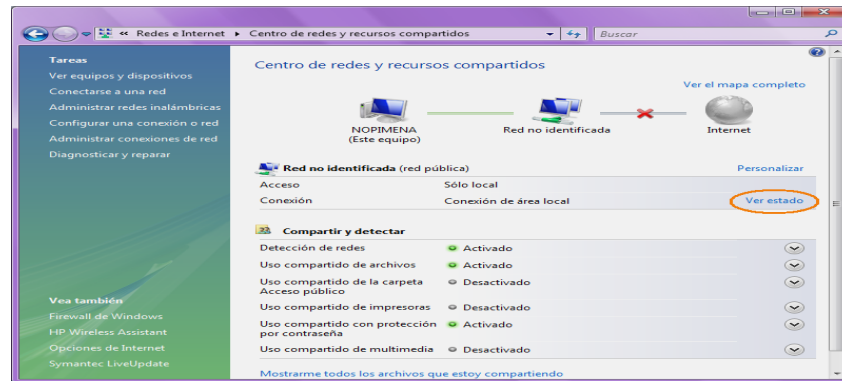 « Redes e Internet ▸ Centro de redes y recursos compartidos
Buscar
Tareas
Ver equipos y dispositivos
Conectarse a una red
Administrar redes inalámbricas
Configurar una conexión o red
Administrar conexiones de red
Diagnosticar y reparar
Vea también
Firewall de Windows
HP Wireless Assistant
Opciones de Internet
Symantec LiveUpdate
Centro de redes y recursos compartidos
Ver el mapa completo
NOPIMENA
(Este equipo)
Red no identificada
Internet
Red no identificada (red pública)
Personalizar
Acceso Sólo local
Conexión Conexión de área local Ver estado
Compartir y detectar
Detección de redes Activado
Uso compartido de archivos Activado
Uso compartido de la carpeta Desactivado
Acceso público
Uso compartido de impresoras Desactivado
Uso compartido con protección Activado
por contraseña
Uso compartido de multimedia Desactivado
Mostrarme todos los archivos que estoy compartiendo